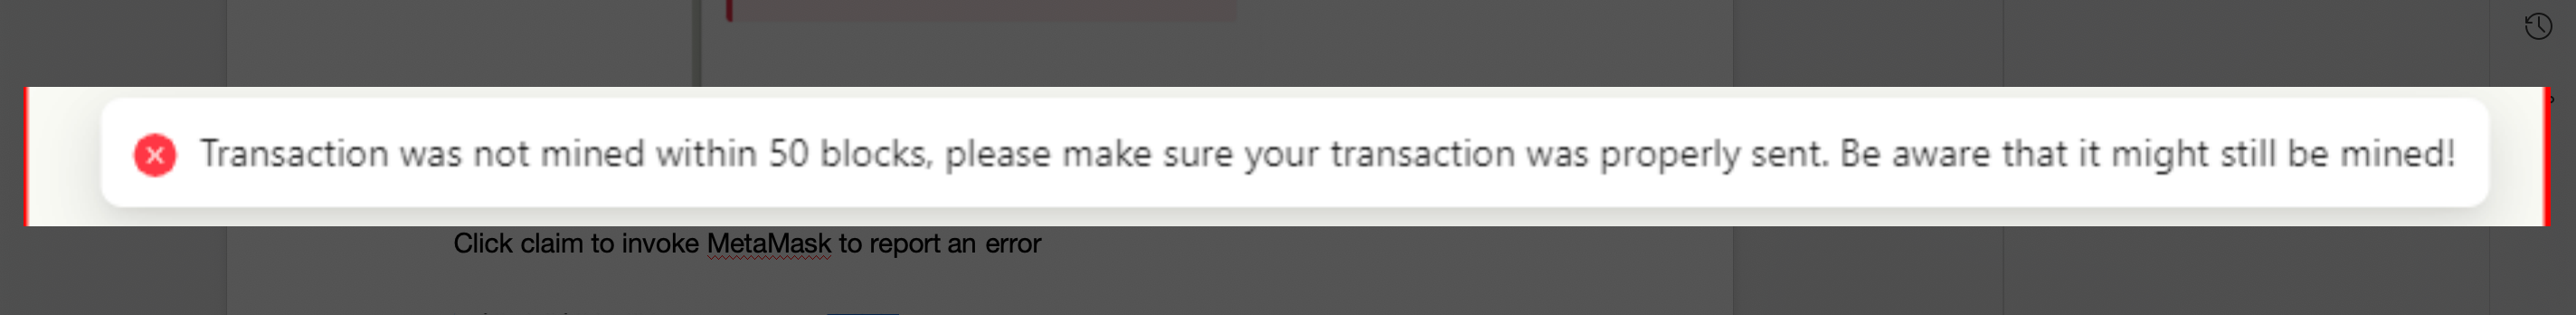 Transaction was not mined within 50 blocks, please make sure your transaction was properly sent. Be aware that it might still be mined!
Click claim to invoke MetaMask to report an error